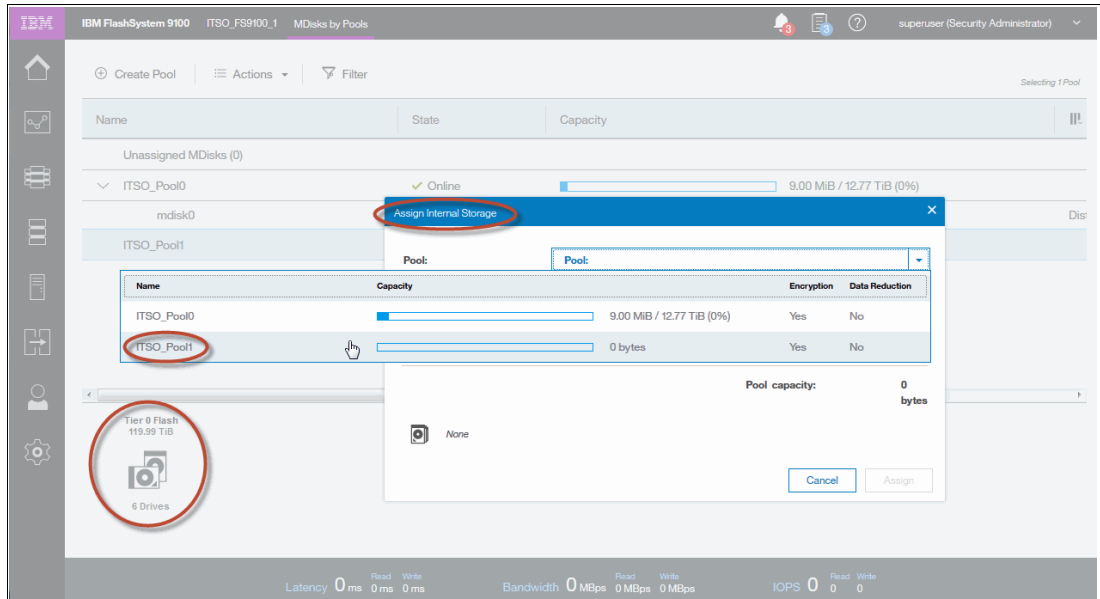 IBM
IBM FlashSystem 9100 ITSO_FS9100_1 MDisks by Pools
3
3
?
superuser (Security Administrator)
Create Pool Actions Filter
Selecting 1 Pool
Name State Capacity
Unassigned MDisks (0)
ITSO_Pool0 Online 9.00 MiB / 12.77 TiB (0%)
mdisk0
Dist
ITSO_Pool1
Assign Internal Storage
Pool: Pool:
Name Capacity Encryption Data Reduction
ITSO_Pool0 9.00 MiB / 12.77 TiB (0%) Yes No
ITSO_Pool1 0 bytes Yes No
Pool capacity: 0
bytes
None
Cancel Assign
Tier 0 Flash
119.99 TiB
6 Drives
Latency 0 ms Read 0 ms Write 0 ms Bandwidth 0 MBps Read 0 MBps Write 0 MBps IOPS 0 Read 0 Write 0